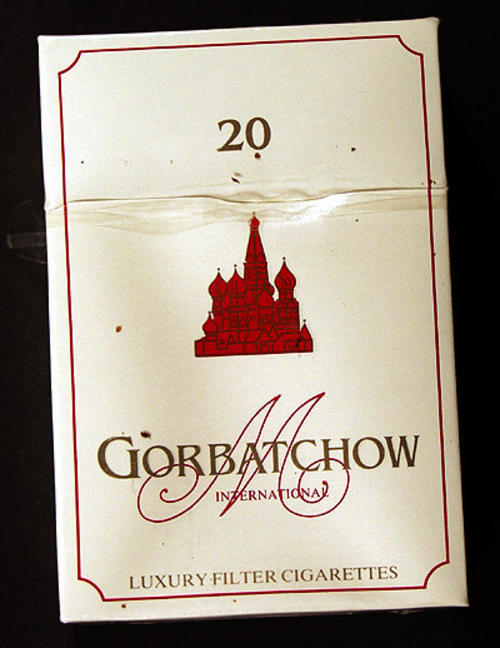 20
M
GORBATCHOW
INTERNATIONAL
LUXURY FILTER CIGARETTES